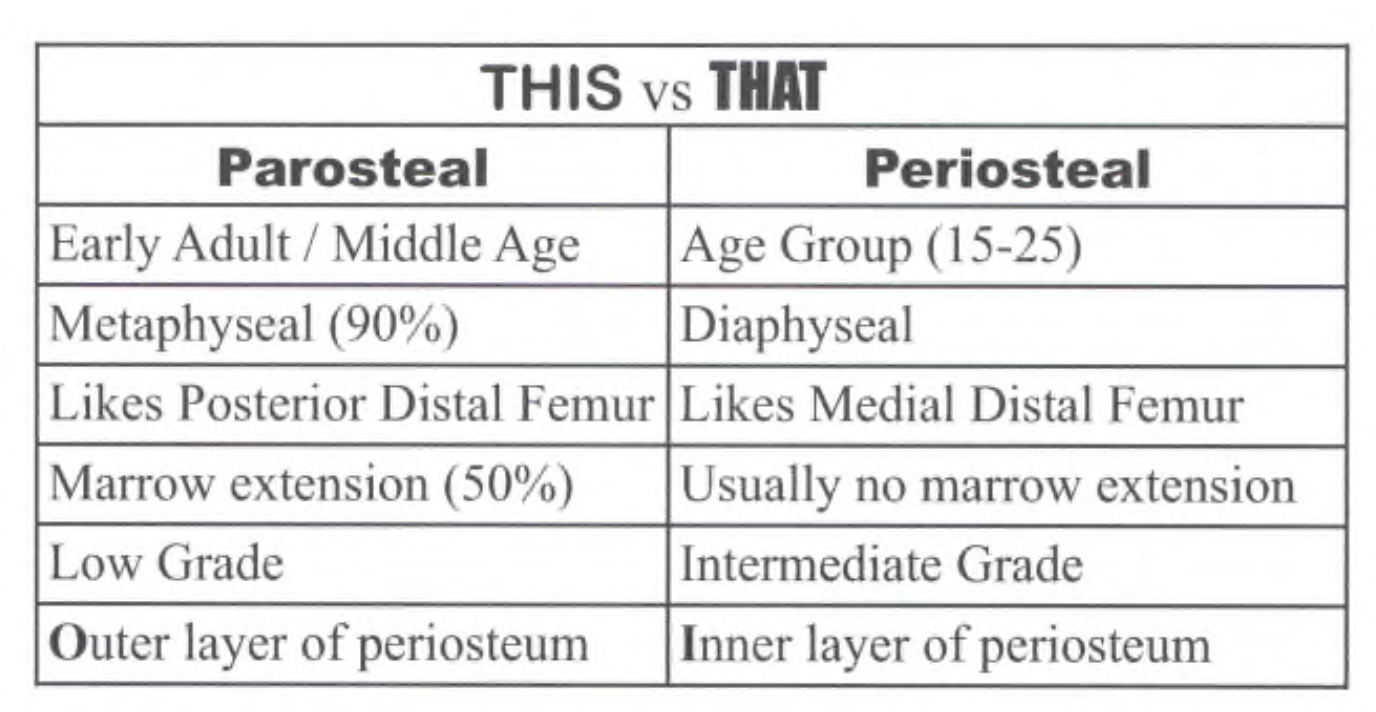 THIS vs THAT
Parosteal Periosteal
Early Adult / Middle Age Age Group (15-25)
Metaphyseal (90%) Diaphyseal
Likes Posterior Distal Femur Likes Medial Distal Femur
Marrow extension (50%) Usually no marrow extension
Low Grade Intermediate Grade
Outer layer of periosteum Inner layer of periosteum